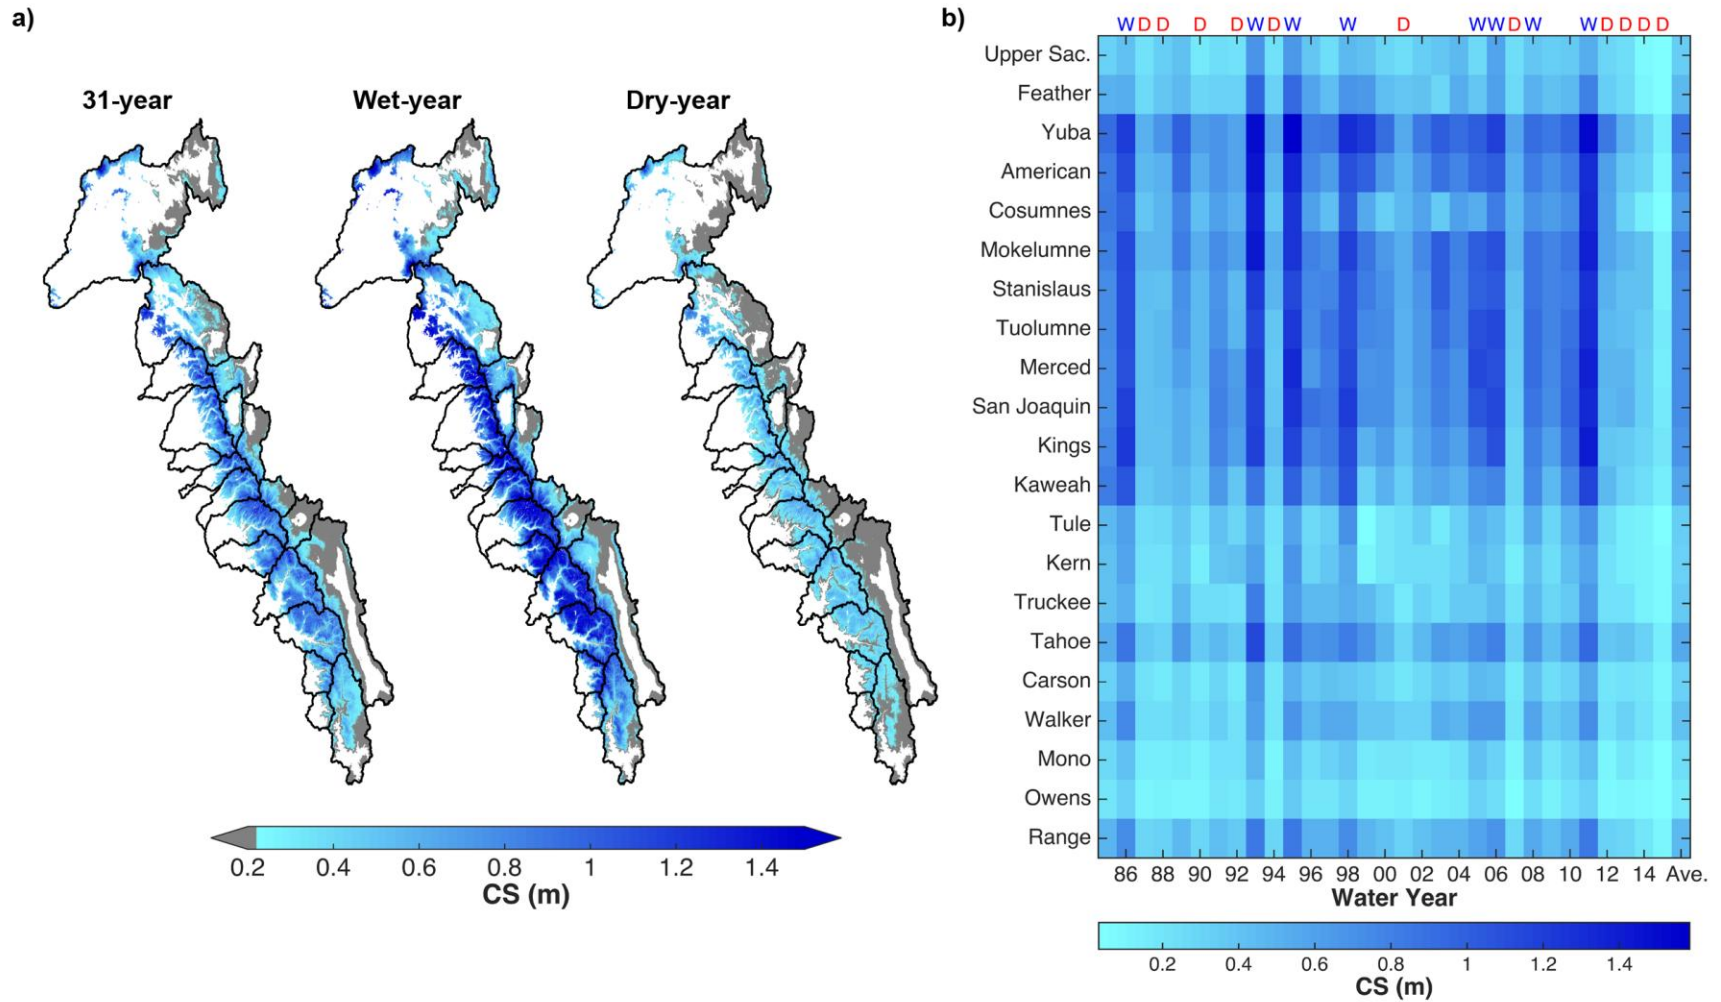 a)
31-year Wet-year Dry-year
0.2 0.4 0.6 0.8 1 1.2 1.4
CS (m)
b)
W D D D D W D W W D W W D W W D D D D
Upper Sac.
Feather
Yuba
American
Cosumnes
Mokelumne
Stanislaus
Tuolumne
Merced
San Joaquin
Kings
Kaweah
Tule
Kern
Truckee
Tahoe
Carson
Walker
Mono
Owens
Range
86 88 90 92 94 96 98 00 02 04 06 08 10 12 14 Ave.
Water Year
0.2 0.4 0.6 0.8 1 1.2 1.4
CS (m)